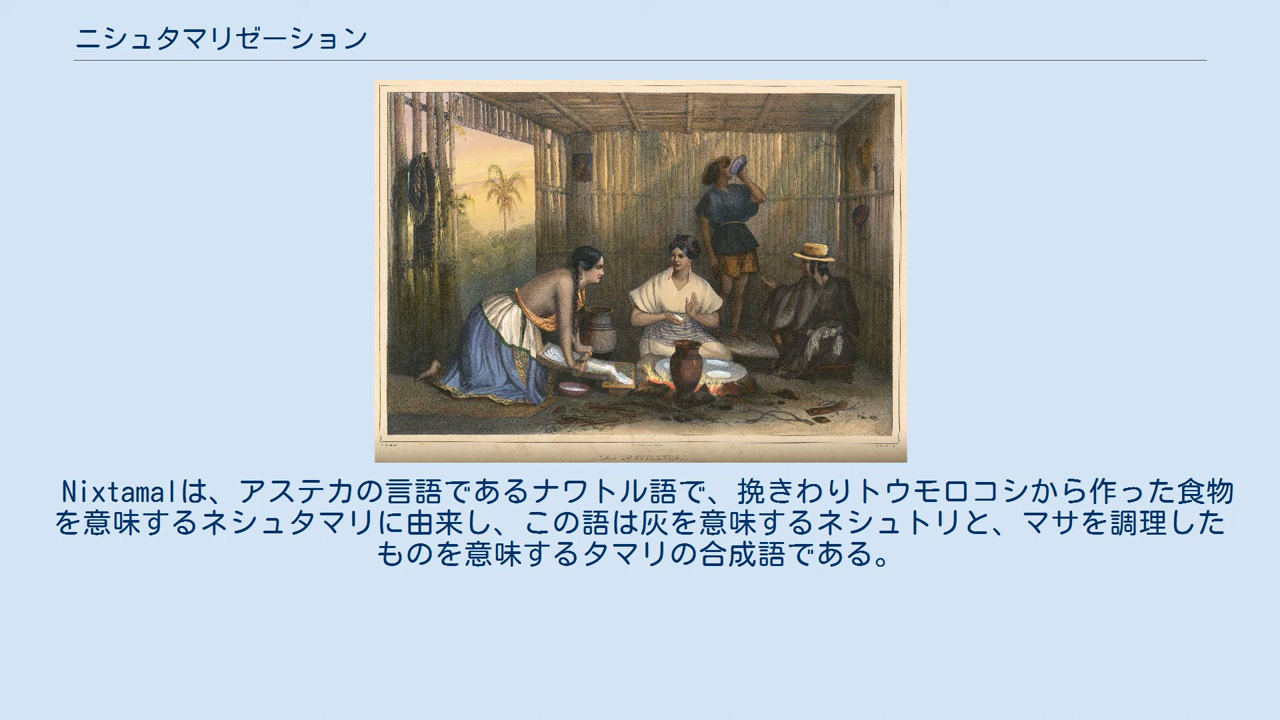 ニシュタマリゼーション
Nixtamalは、アステカの言語であるナワトル語で、挽きわりトウモロコシから作った食物
を意味するネシュタマリに由来し、この語は灰を意味するネシュトリと、マサを調理した
ものを意味するタマリの合成語である。